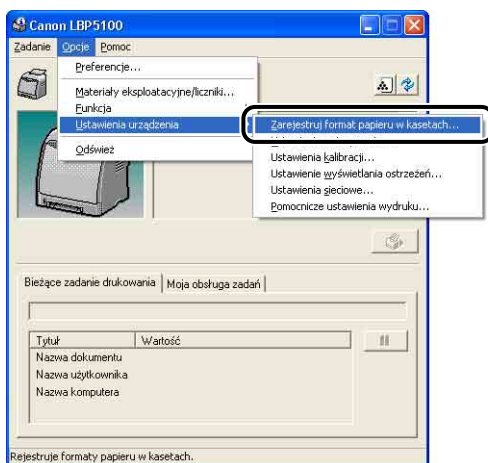 Canon LBP5100
Zadanie Opcje Pomoc
Preferencje...
Materiały eksploatacyjne/liczniki...
Funkcja
Ustawienia urządzenia
Odśwież
Zarejestruj format papieru w kasetach...
Ustawienia kalibracji...
Ustawienie wyświetlania ostrzeżeń...
Ustawienia sieciowe...
Pomocnicze ustawienia wydruku...
Bieżące zadanie drukowania Moja obsługa zadań
Tytuł Wartość
Nazwa dokumentu
Nazwa użytkownika
Nazwa komputera
Rejestruje formaty papieru w kasetach.